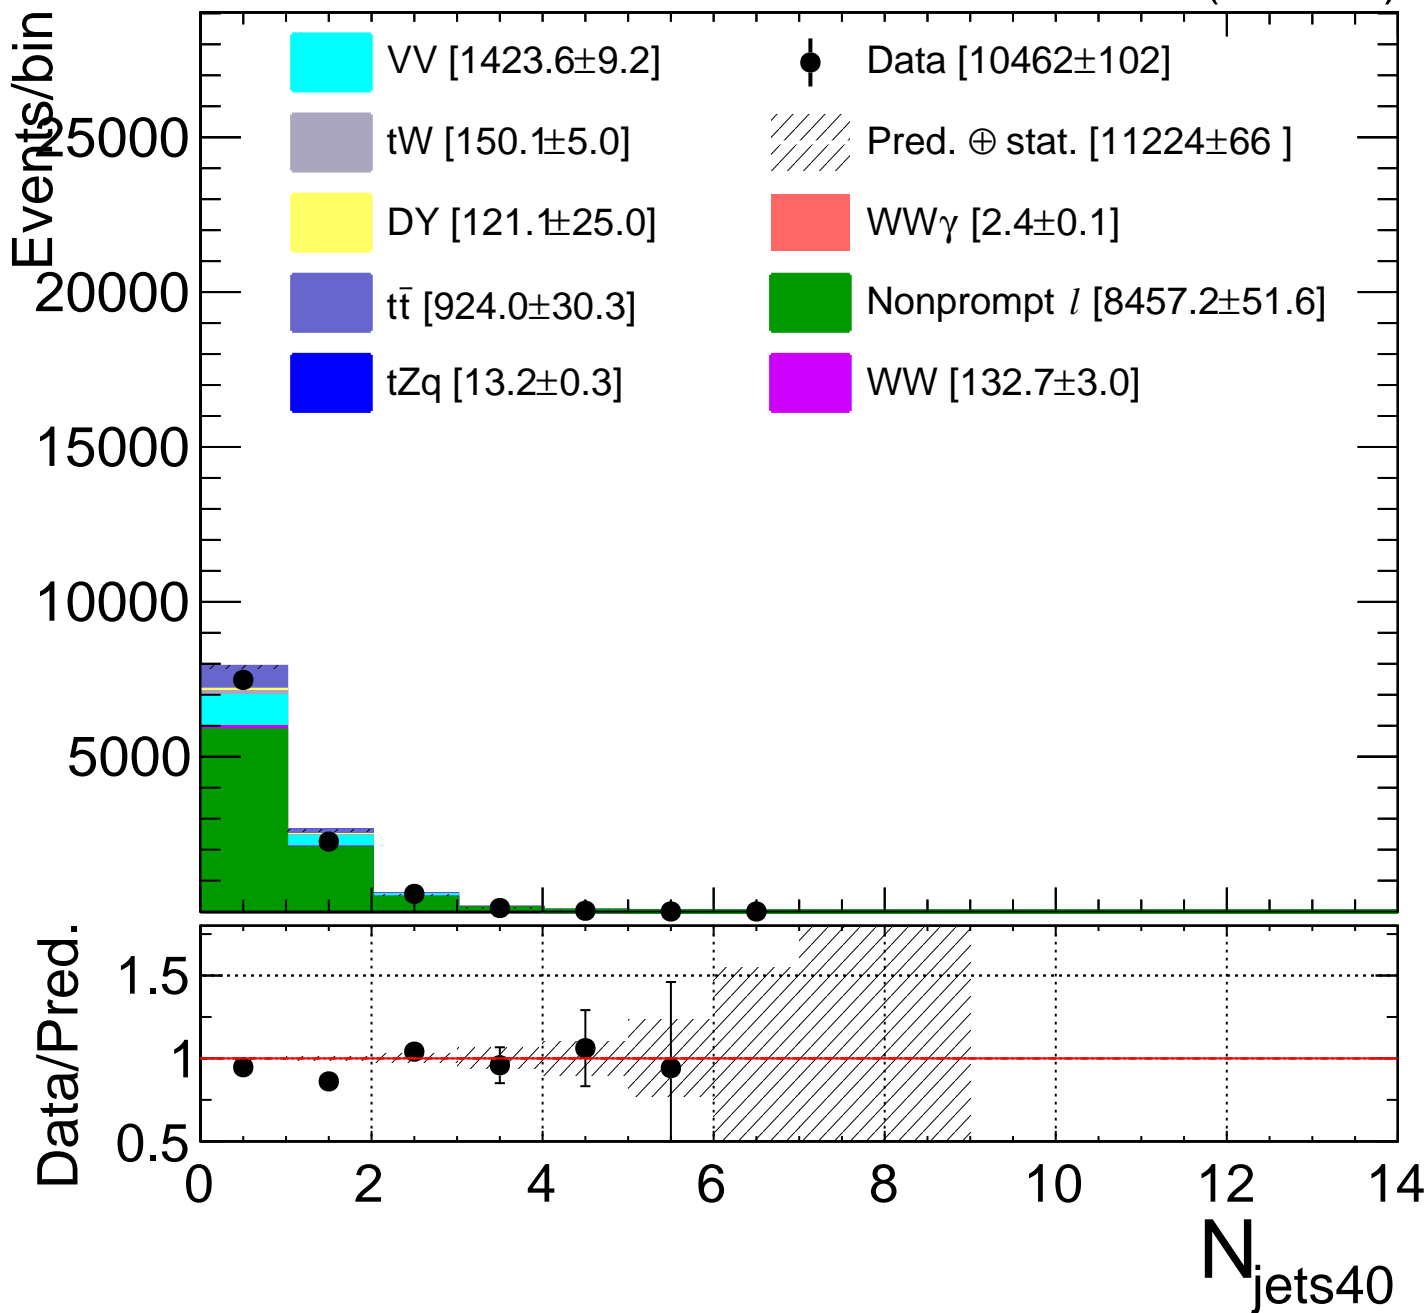 Events/bin
VV [1423.6±9.2]
tW [150.1±5.0]
DY [121.1±25.0]
tt̄ [924.0±30.3]
tZq [13.2±0.3]
Data [10462±102]
Pred. ⊕ stat. [11224±66 ]
WWγ [2.4±0.1]
Nonprompt l [8457.2±51.6]
WW [132.7±3.0]
25000
20000
15000
10000
5000
Data/Pred.
1.5
1
0.5
0 2 4 6 8 10 12 14
N_jets40